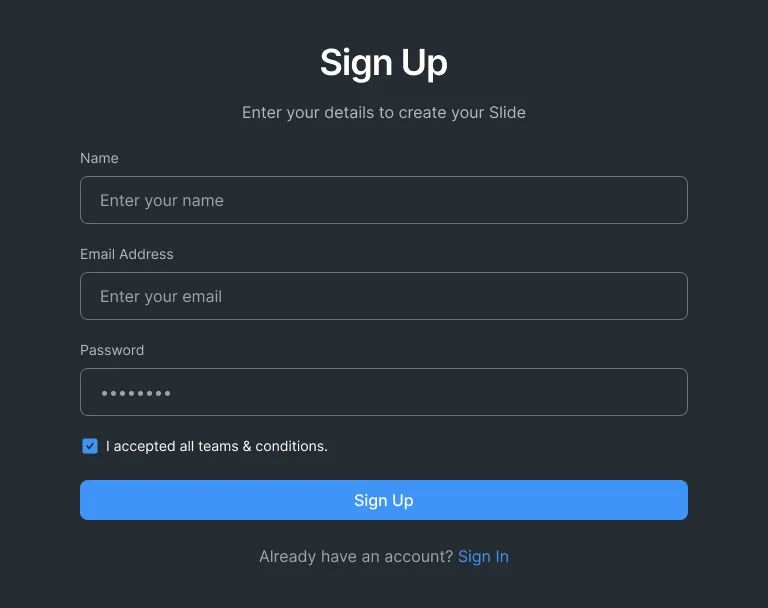 Sign Up
Enter your details to create your Slide
Name
Enter your name
Email Address
Enter your email
Password
••••••••
I accepted all teams & conditions.
Sign Up
Already have an account? Sign In